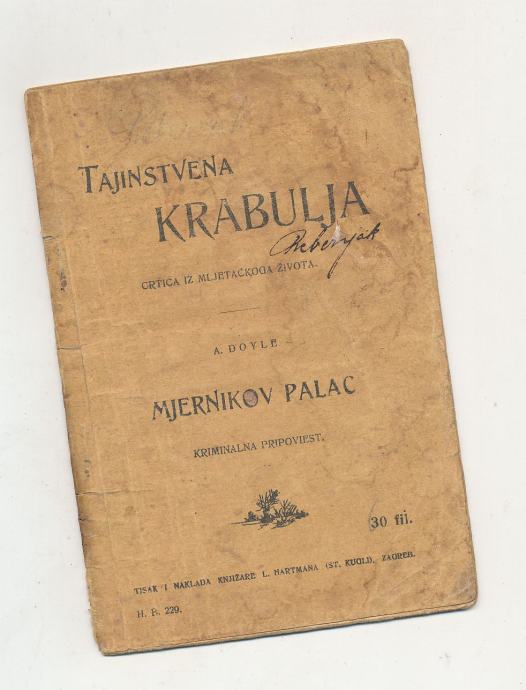 TAJINSTVENA
KRABULJA
CRTICA IZ MLJETAČKOGA ŽIVOTA.
A. DOYLE
MJERNIKOV PALAC
KRIMINALNA PRIPOVIEST.
30 fil.
TISAK I NAKLADA KNJIŽARE L. HARTMANA (ST. KUGLI), ZAGREB.
H. B. 229.